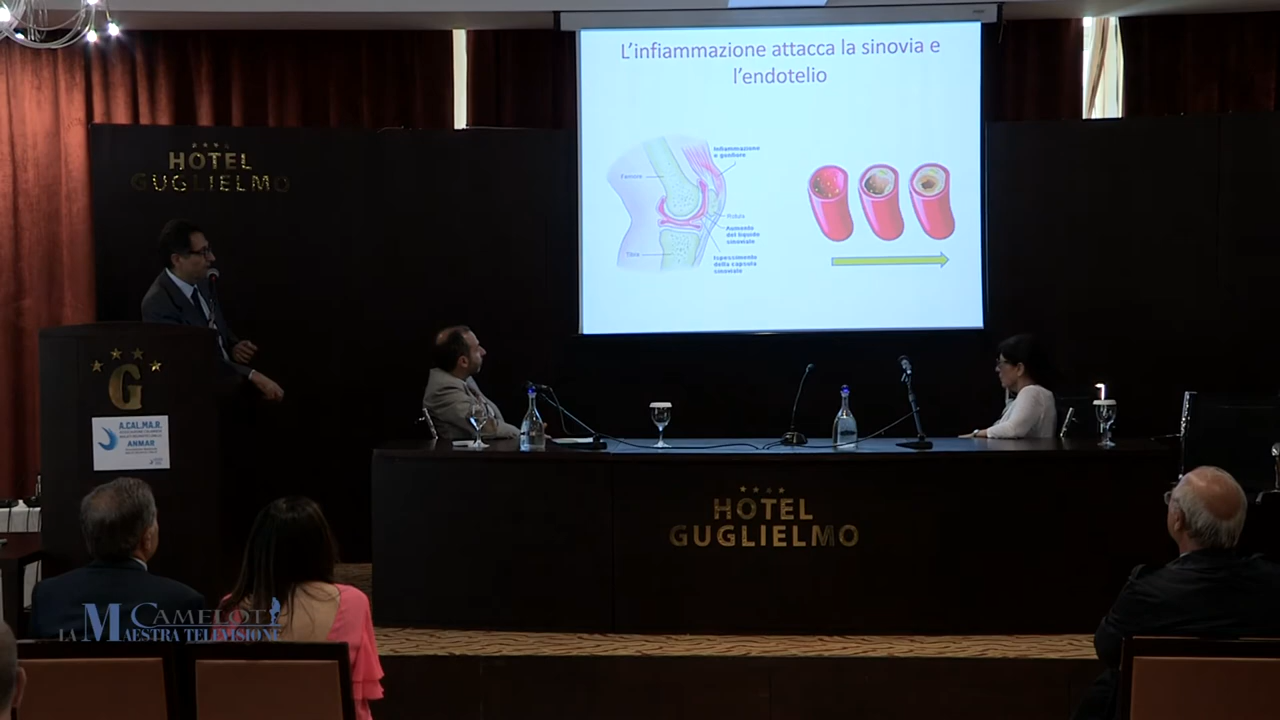 L'infiammazione attacca la sinovia e
l'endotelio
Infiammazione
e gonfiore
Femore
Rotula
Aumento
del liquido
sinoviale
Tibia
Ispessimento
della capsula
sinoviale
HOTEL
GUGLIELMO
G
A.CAL.MA.R.
ANMAR
HOTEL
GUGLIELMO
CAMELOT
LA MAESTRA TELEVISIONE